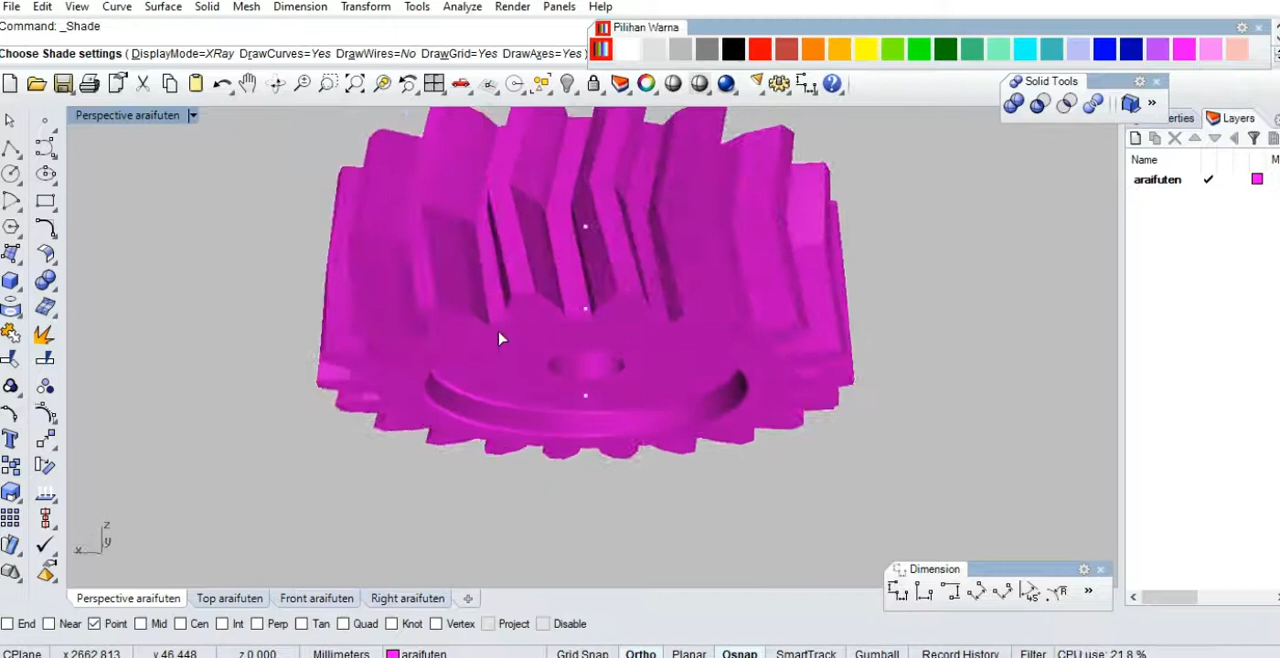 File Edit View Curve Surface Solid Mesh Dimension Transform Tools Analyze Render Panels Help
Command: _Shade
Pilihan Warna
Choose Shade settings ( DisplayMode=XRay DrawCurves=Yes DrawWires=No DrawGrid=Yes DrawAxes=Yes )
Solid Tools
Perspective araifuten
Layers
Name
araifuten
z
x y
Dimension
Perspective araifuten Top araifuten Front araifuten Right araifuten
End Near Point Mid Cen Int Perp Tan Quad Knot Vertex Project Disable
CPlane x 2662.813 y 46.448 z 0.000 Millimeters araifuten Grid Snap Ortho Planar Osnap SmartTrack Gumball Record History Filter CPU use: 21.8 %